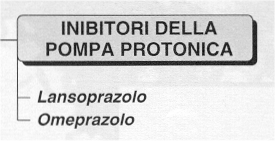 INIBITORI DELLA
POMPA PROTONICA
Lansoprazolo
Omeprazolo